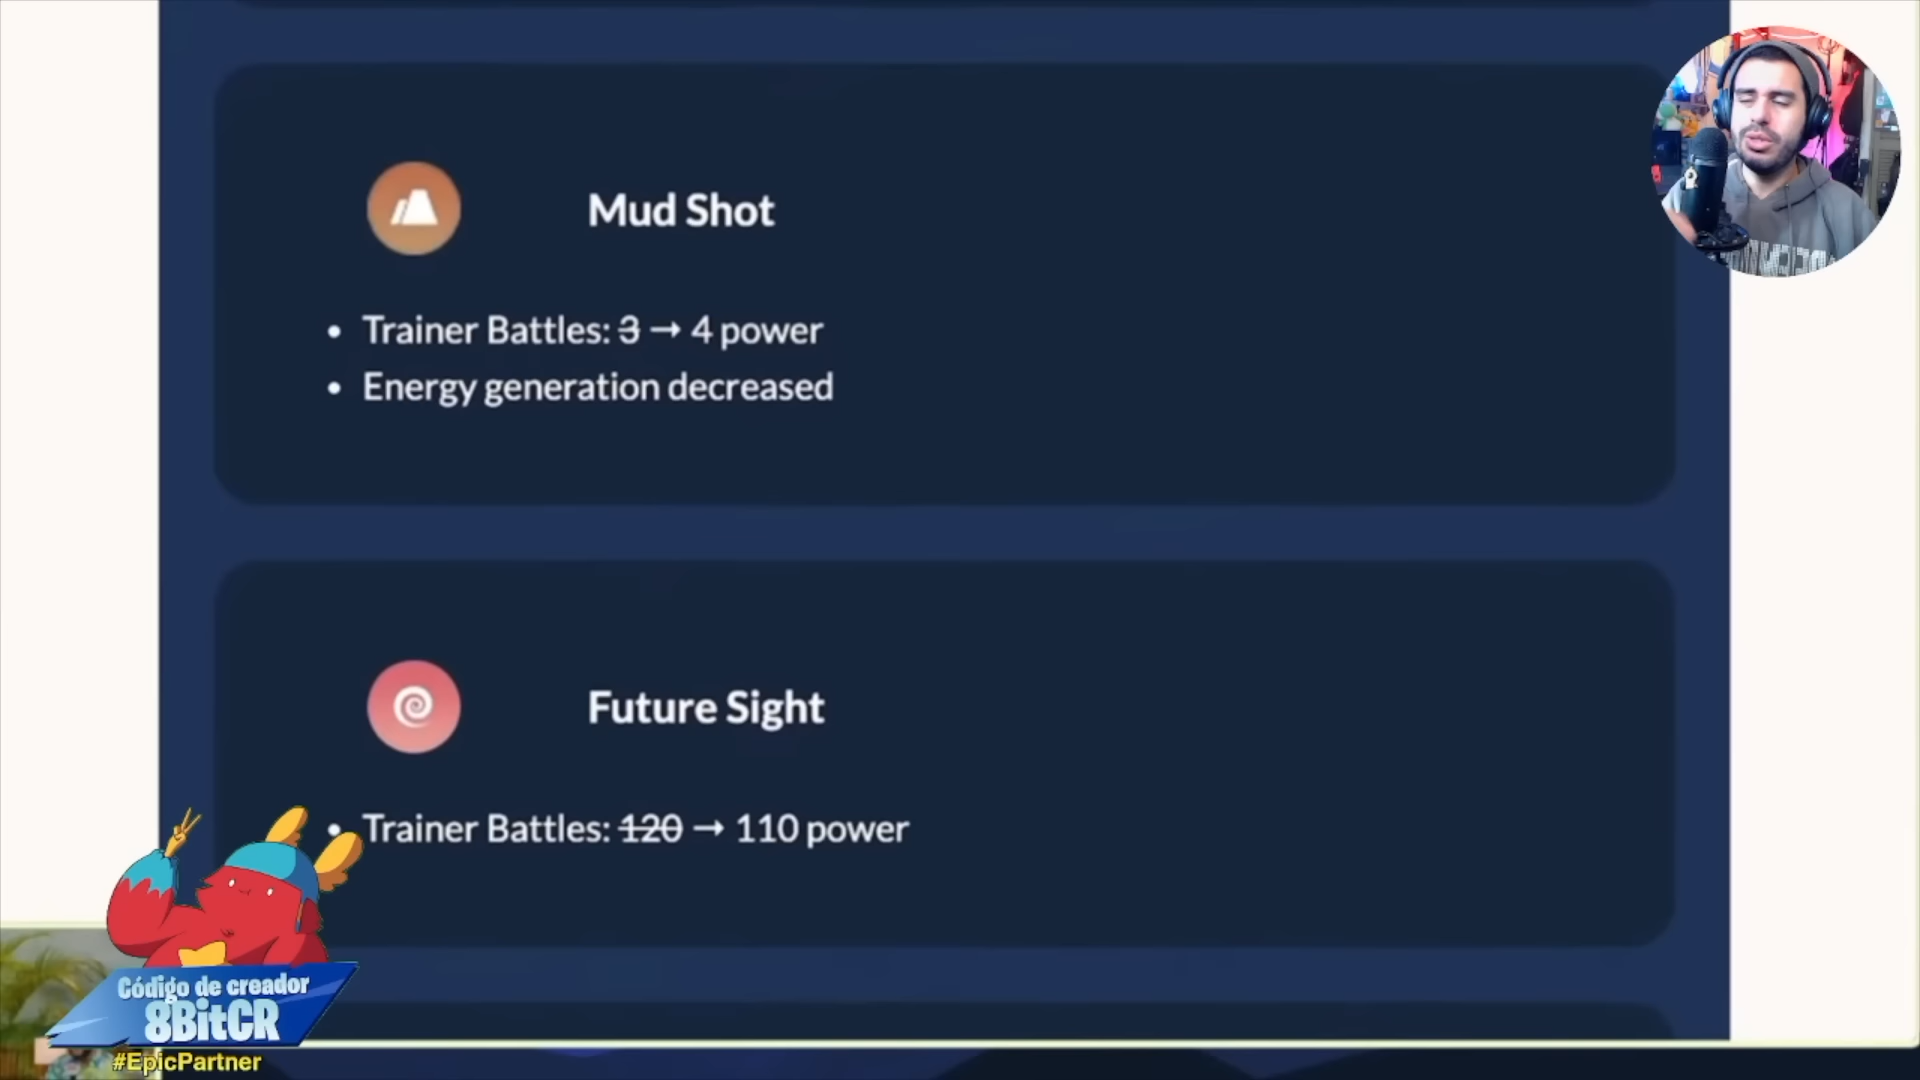 Mud Shot
• Trainer Battles: 3 → 4 power
• Energy generation decreased
Future Sight
• Trainer Battles: 120 → 110 power
Código de creador
8BitCR
#EpicPartner